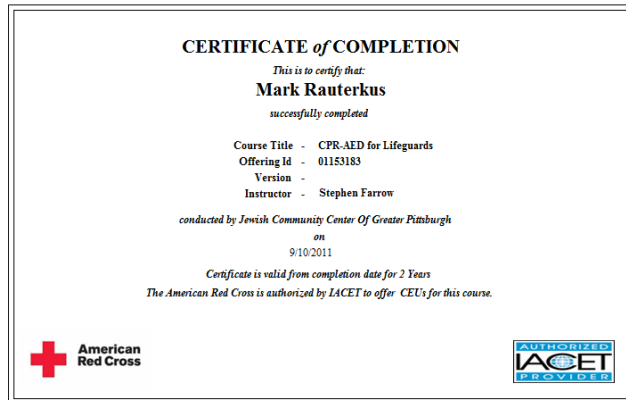 CERTIFICATE of COMPLETION
This is to certify that:
Mark Rauterkus
successfully completed
Course Title - CPR-AED for Lifeguards
Offering Id - 01153183
Version -
Instructor - Stephen Farrow
conducted by Jewish Community Center Of Greater Pittsburgh
on
9/10/2011
Certificate is valid from completion date for 2 Years
The American Red Cross is authorized by IACET to offer CEUs for this course.
American
Red Cross
AUTHORIZED
IACET
PROVIDER